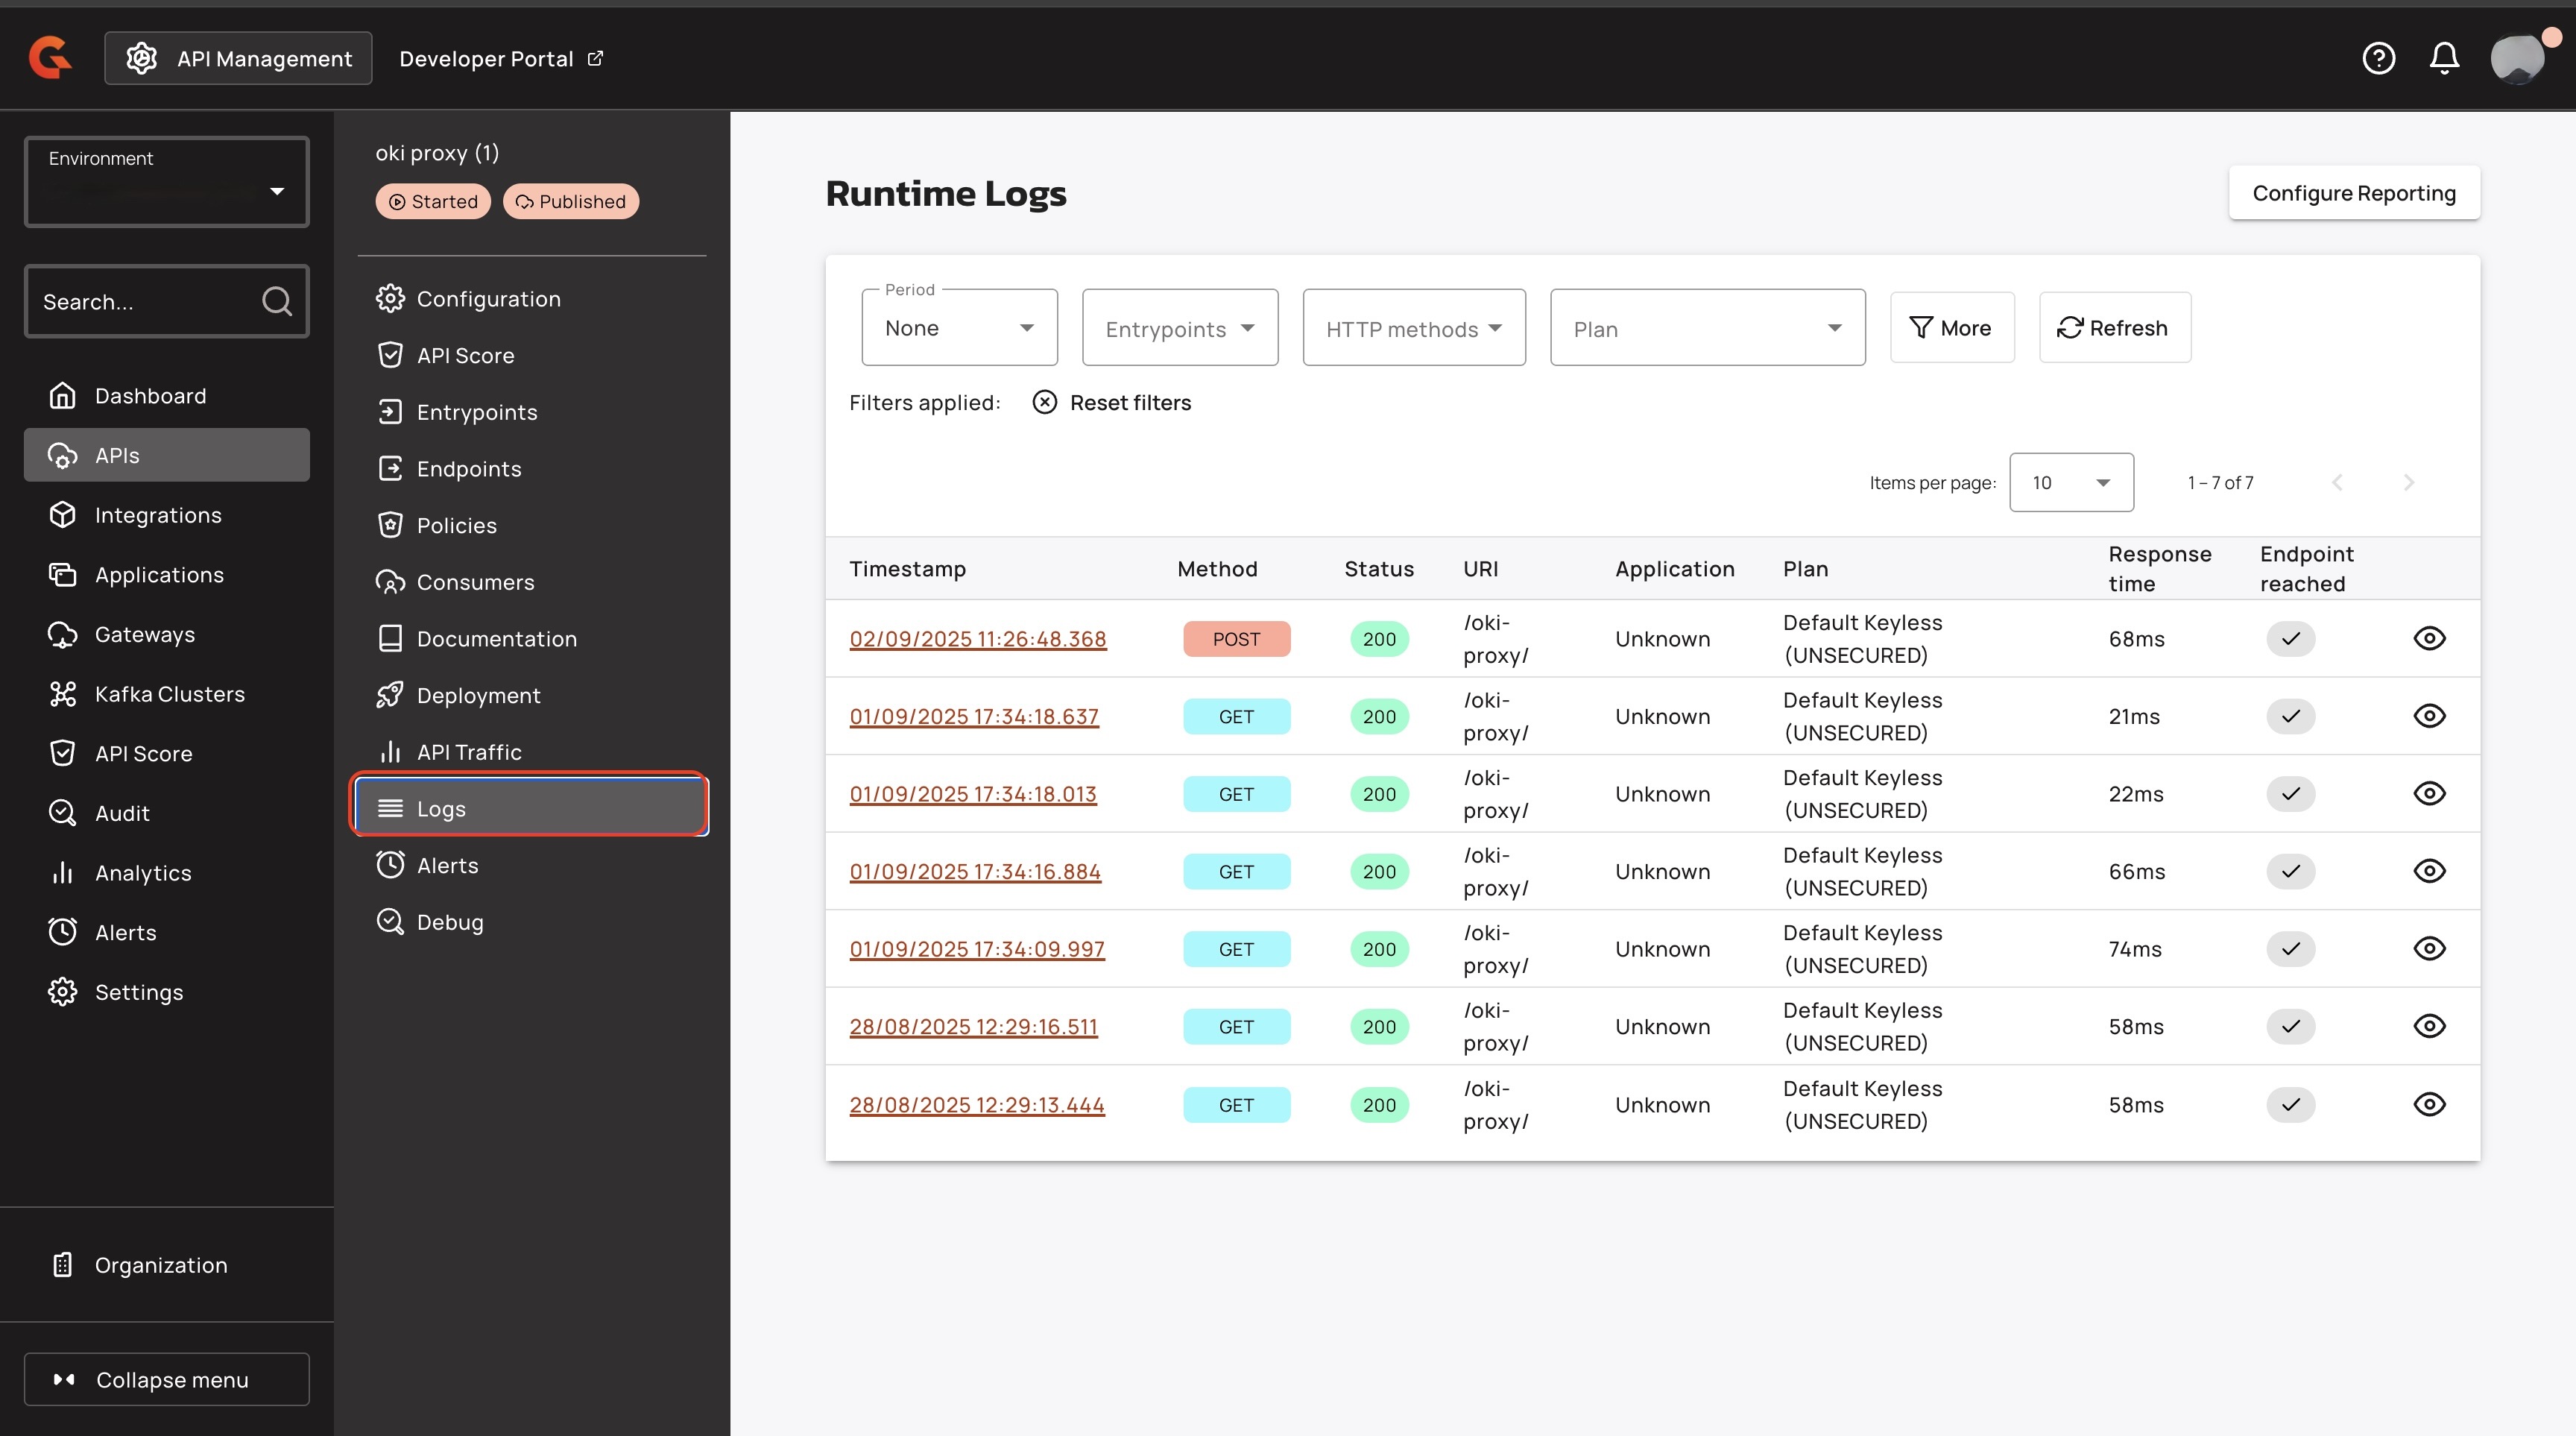 API Management
Developer Portal
Environment
Search...
Dashboard
APIs
Integrations
Applications
Gateways
Kafka Clusters
API Score
Audit
Analytics
Alerts
Settings
Organization
Collapse menu
oki proxy (1)
Started
Published
Configuration
API Score
Entrypoints
Endpoints
Policies
Consumers
Documentation
Deployment
API Traffic
Logs
Alerts
Debug
Runtime Logs
Configure Reporting
Period
None
Entrypoints
HTTP methods
Plan
More
Refresh
Filters applied:
Reset filters
Items per page: 10 1 – 7 of 7
Timestamp Method Status URI Application Plan Response time Endpoint reached
02/09/2025 11:26:48.368 POST 200 /oki-proxy/ Unknown Default Keyless (UNSECURED) 68ms
01/09/2025 17:34:18.637 GET 200 /oki-proxy/ Unknown Default Keyless (UNSECURED) 21ms
01/09/2025 17:34:18.013 GET 200 /oki-proxy/ Unknown Default Keyless (UNSECURED) 22ms
01/09/2025 17:34:16.884 GET 200 /oki-proxy/ Unknown Default Keyless (UNSECURED) 66ms
01/09/2025 17:34:09.997 GET 200 /oki-proxy/ Unknown Default Keyless (UNSECURED) 74ms
28/08/2025 12:29:16.511 GET 200 /oki-proxy/ Unknown Default Keyless (UNSECURED) 58ms
28/08/2025 12:29:13.444 GET 200 /oki-proxy/ Unknown Default Keyless (UNSECURED) 58ms